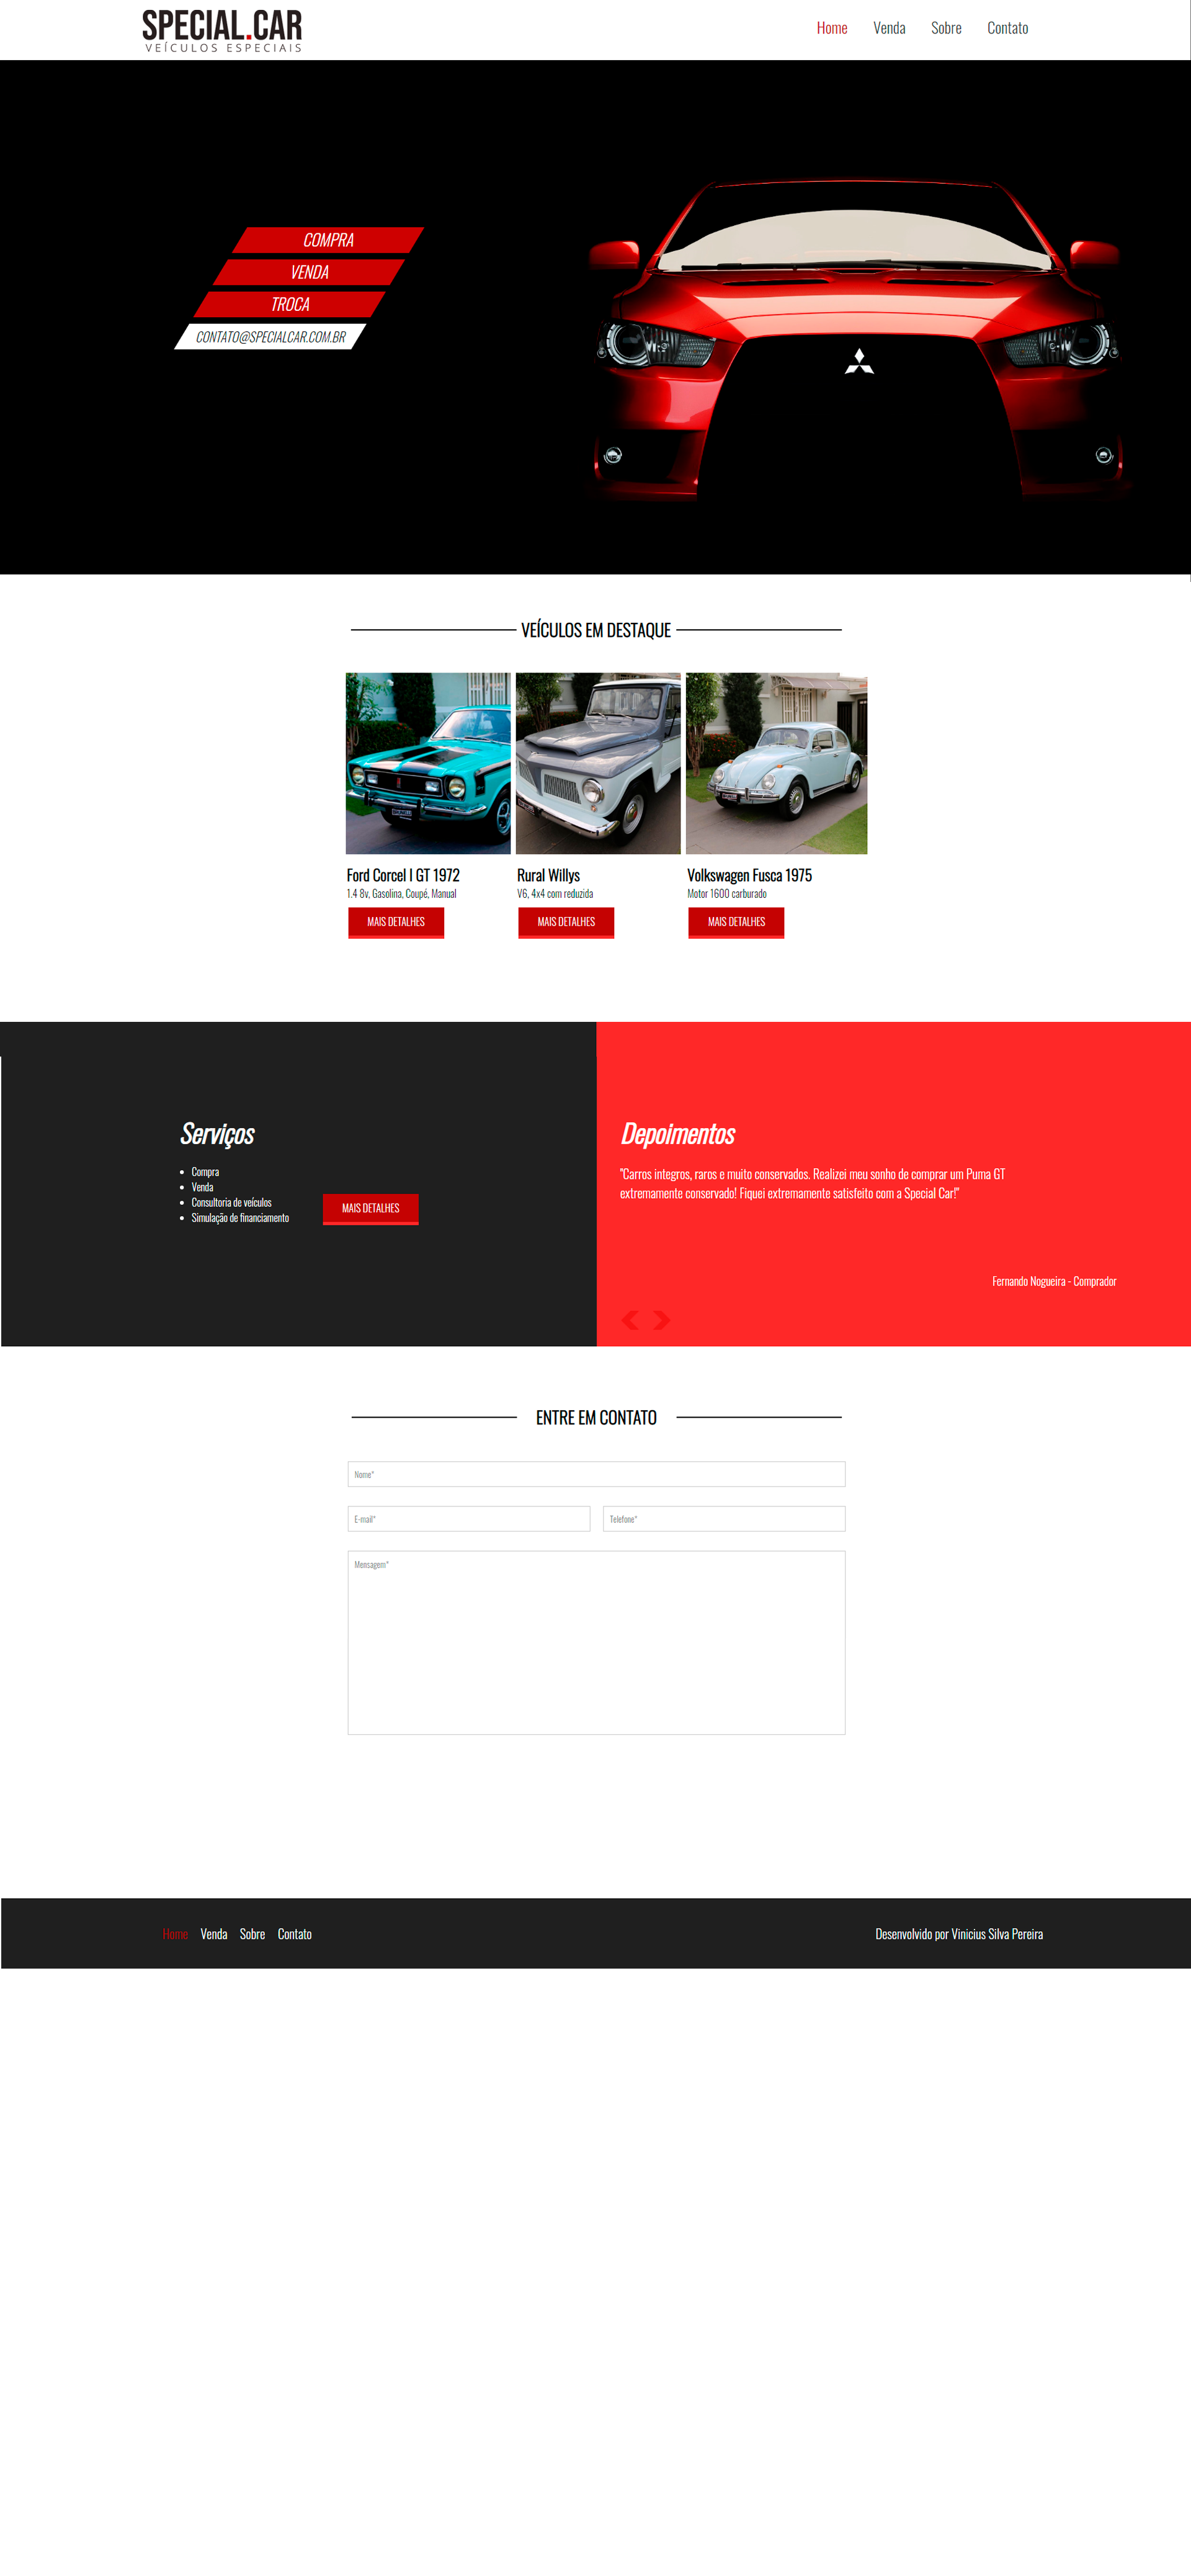 SPECIAL.CAR
VEÍCULOS ESPECIAIS
Home Venda Sobre Contato
COMPRA
VENDA
TROCA
CONTATO@SPECIALCAR.COM.BR
VEÍCULOS EM DESTAQUE
Ford Corcel I GT 1972
1.4 8v, Gasolina, Coupé, Manual
MAIS DETALHES
Rural Willys
V6, 4x4 com reduzida
MAIS DETALHES
Volkswagen Fusca 1975
Motor 1600 carburado
MAIS DETALHES
Serviços
• Compra
• Venda
• Consultoria de veículos
• Simulação de financiamento
MAIS DETALHES
Depoimentos
"Carros integros, raros e muito conservados. Realizei meu sonho de comprar um Puma GT
extremamente conservado! Fiquei extremamente satisfeito com a Special Car!"
Fernando Nogueira - Comprador
ENTRE EM CONTATO
Nome*
E-mail*
Telefone*
Mensagem*
Home Venda Sobre Contato
Desenvolvido por Vinicius Silva Pereira